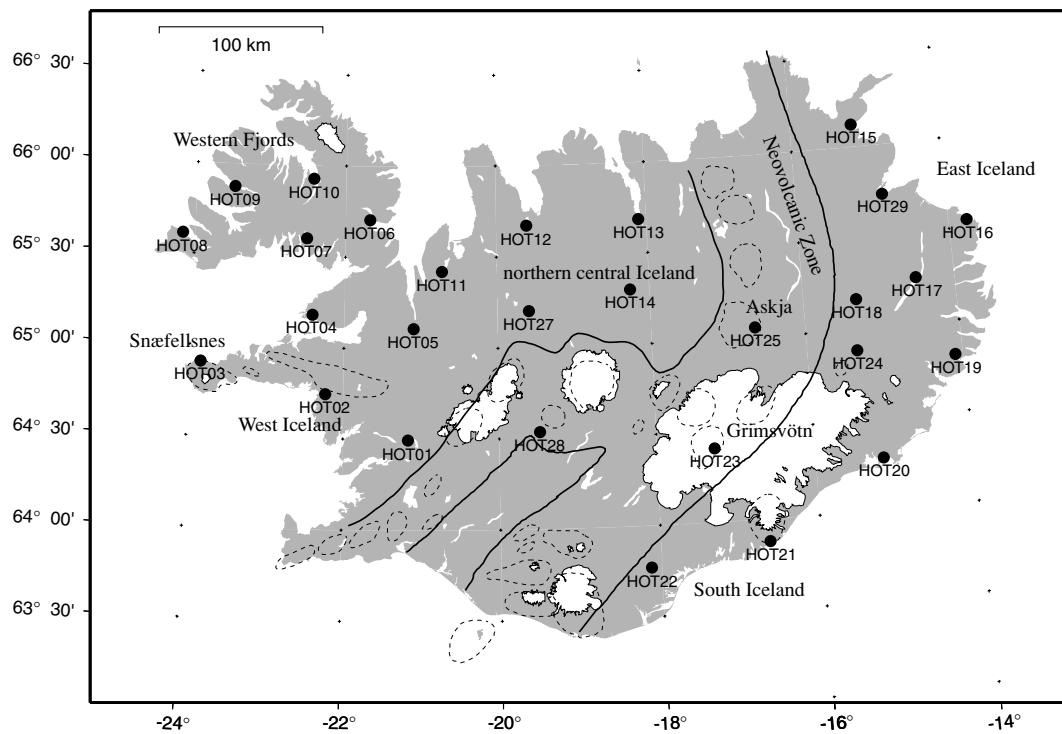 100 km
66° 30'
66° 00'
65° 30'
65° 00'
64° 30'
64° 00'
63° 30'
Western Fjords
HOT10
HOT09
HOT08
HOT07
HOT06
HOT15
East Iceland
HOT29
HOT16
Neovolcanic Zone
HOT12
HOT13
HOT11
northern central Iceland
HOT14
HOT17
HOT18
HOT04
HOT05
HOT27
Askja
HOT25
Snæfellsnes
HOT03
HOT24
HOT19
HOT02
West Iceland
HOT01
HOT28
Grimsvötn
HOT23
HOT20
HOT21
HOT22
South Iceland
-24°
-22°
-20°
-18°
-16°
-14°